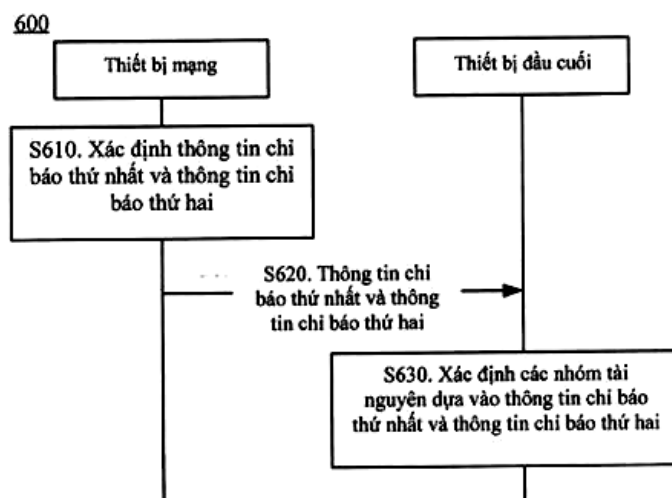 600
Thiết bị mạng
Thiết bị đầu cuối
S610. Xác định thông tin chỉ
báo thứ nhất và thông tin chỉ
báo thứ hai
S620. Thông tin chỉ
báo thứ nhất và thông
tin chỉ báo thứ hai
S630. Xác định các nhóm tài
nguyên dựa vào thông tin chỉ báo
thứ nhất và thông tin chỉ báo thứ hai